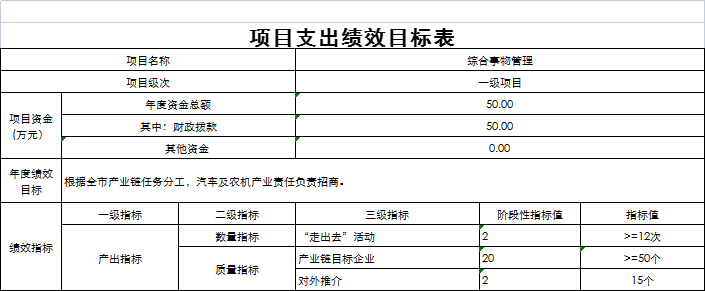 项目支出绩效目标表
项目名称 综合事物管理
项目级次 一级项目
项目资金(万元) 年度资金总额 50.00
其中：财政拨款 50.00
其他资金 0.00
年度绩效目标 根据全市产业链任务分工，汽车及农机产业责任负责招商。
绩效指标 一级指标 二级指标 三级指标 阶段性指标值 指标值
产出指标 数量指标 “走出去”活动 2 >=12次
质量指标 产业链目标企业 20 >=50个
对外推介 2 15个